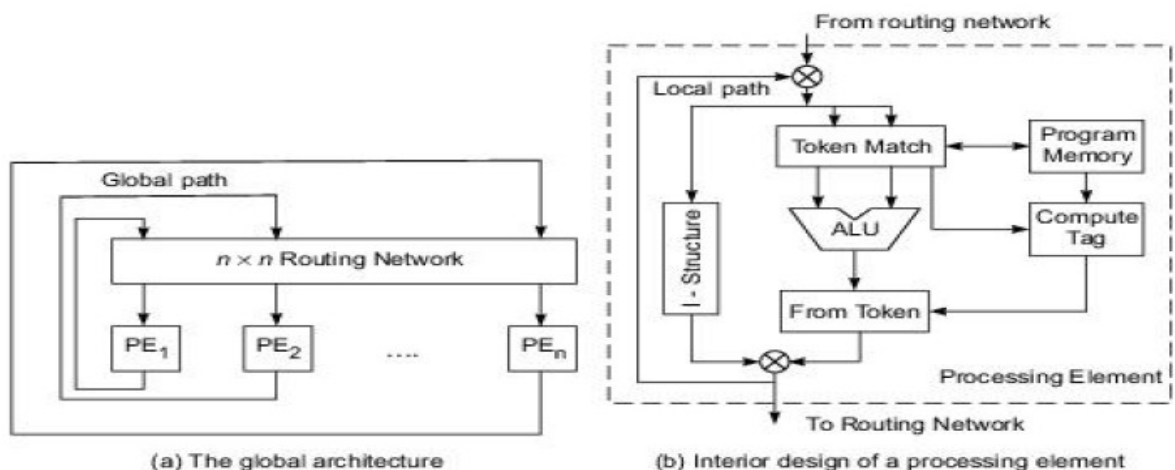 Global path
n × n Routing Network
PE1
PE2
....
PEn
(a) The global architecture
From routing network
Local path
Token Match
Program
Memory
I - Structure
ALU
Compute
Tag
From Token
Processing Element
To Routing Network
(b) Interior design of a processing element